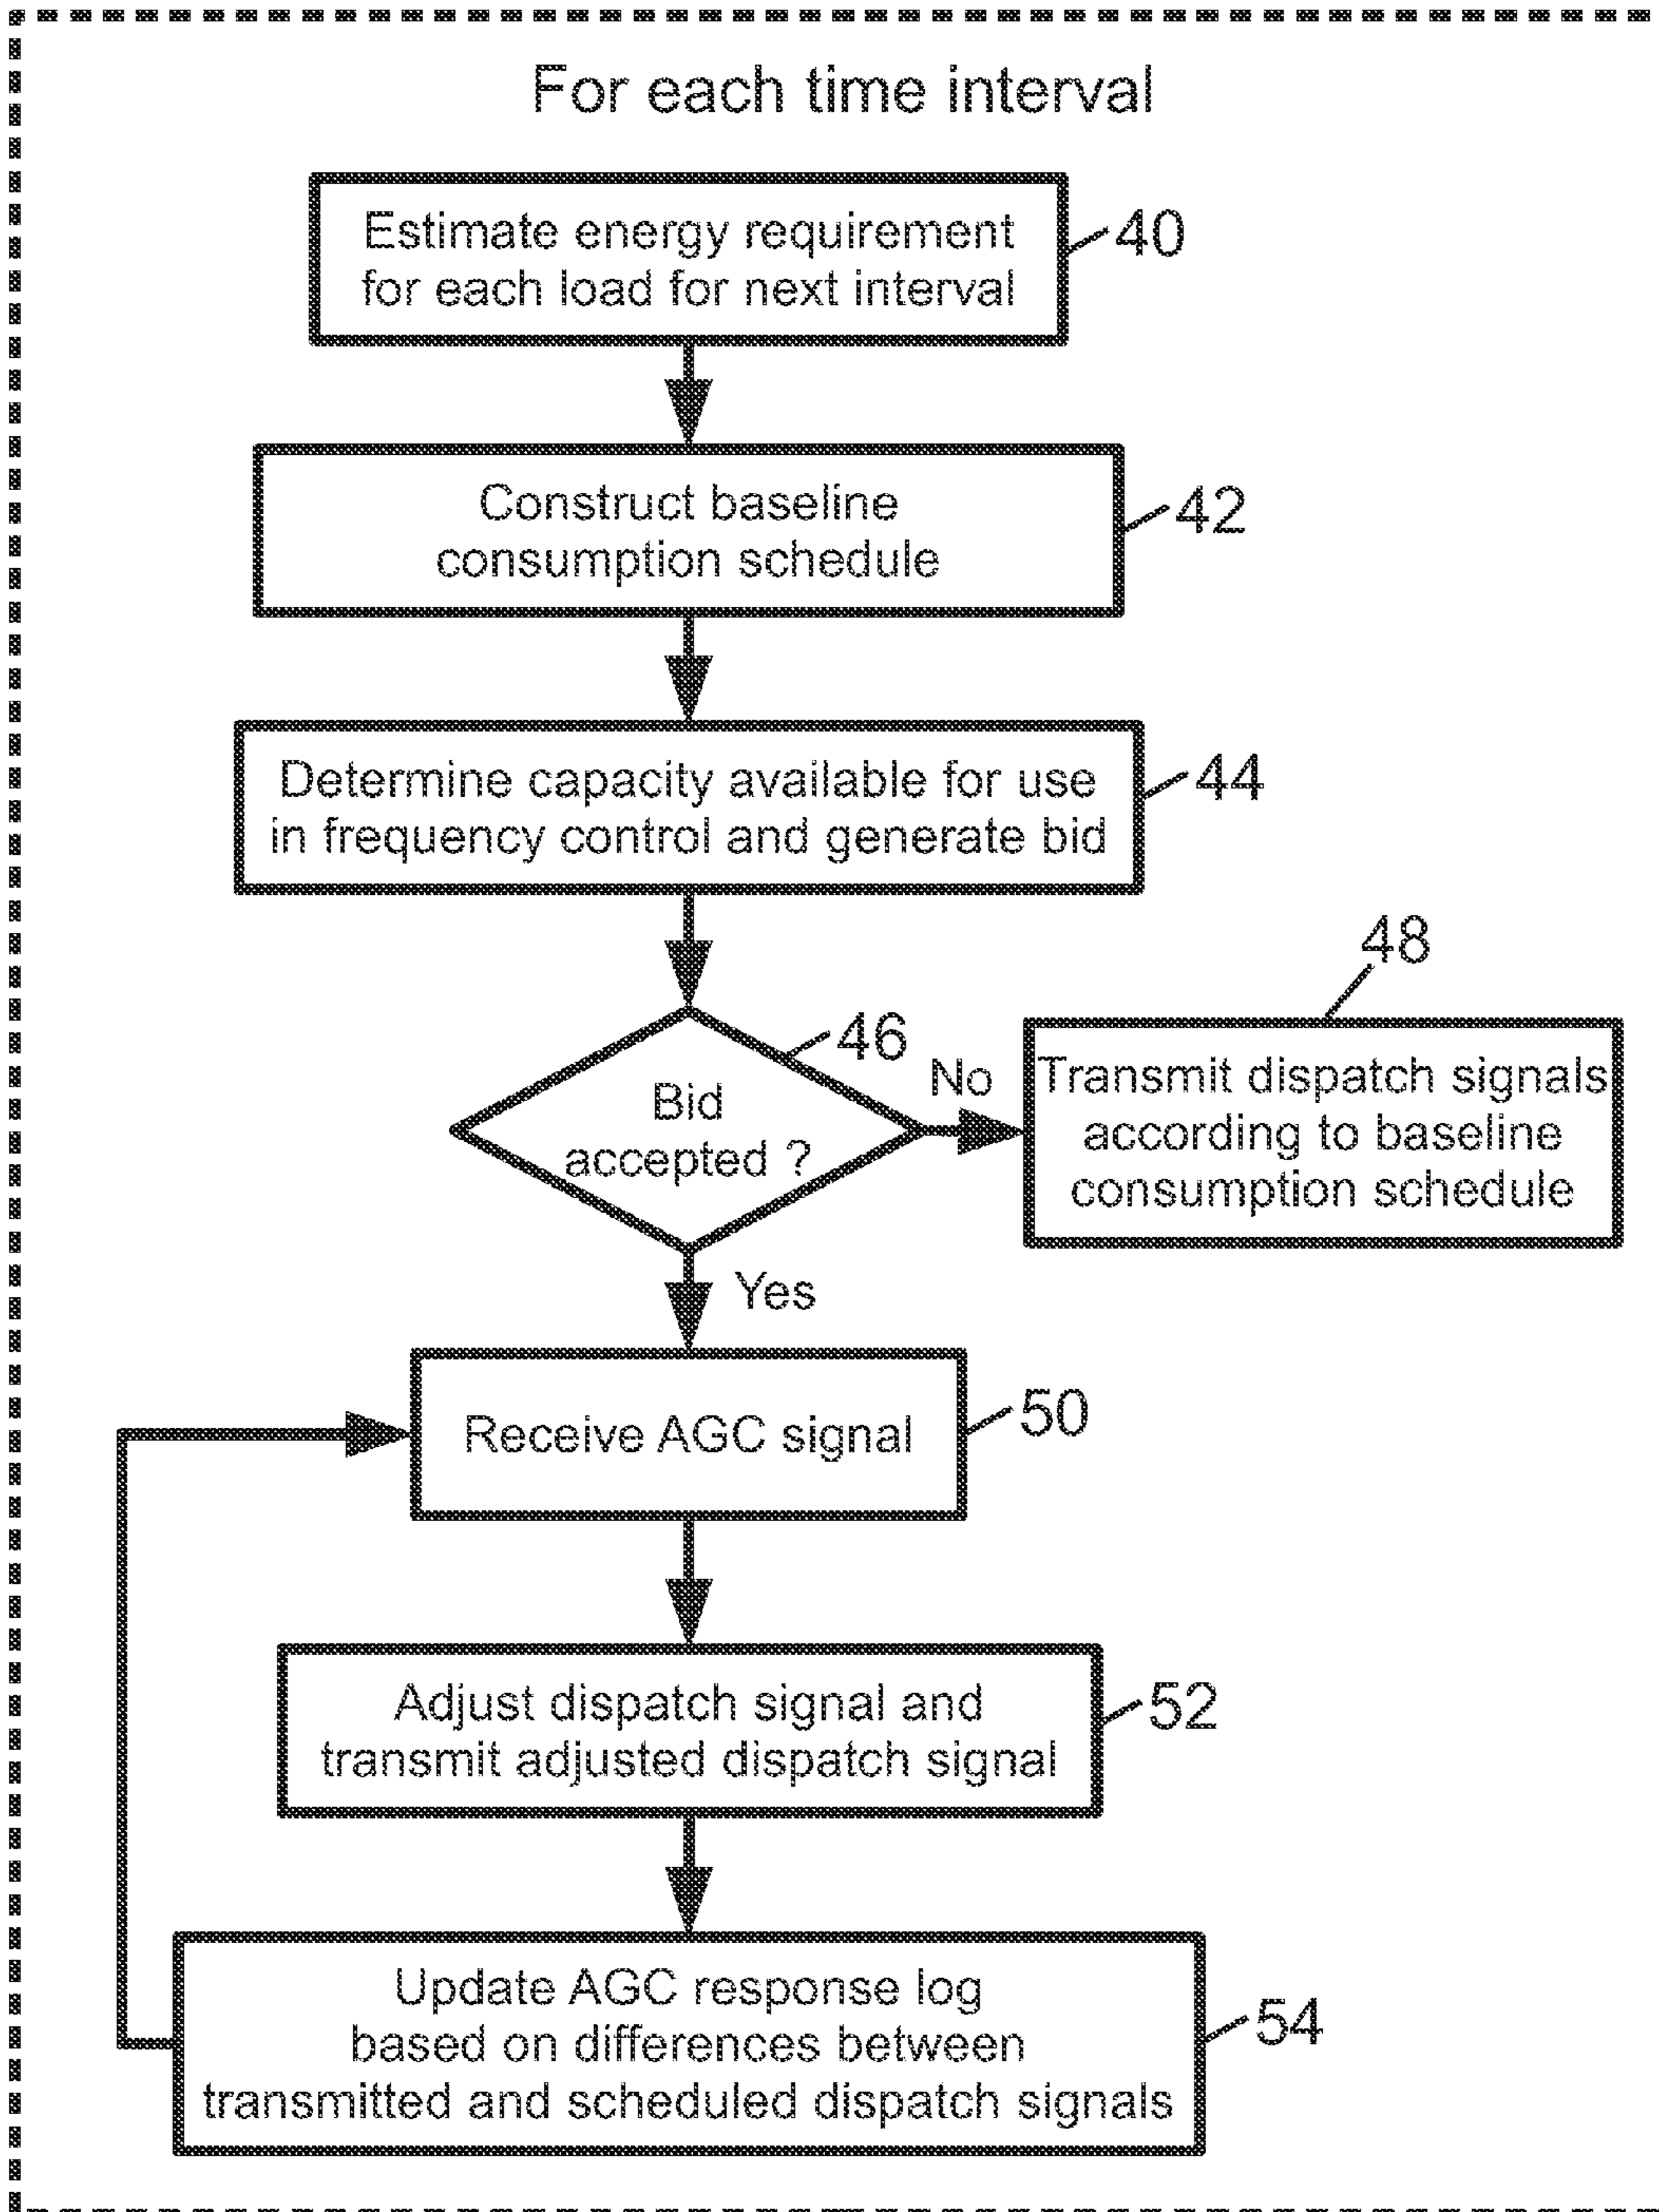 For each time interval
Estimate energy requirement
for each load for next interval
40
Construct baseline
consumption schedule
42
Determine capacity available for use
in frequency control and generate bid
44
Bid
accepted ?
46
No
48
Transmit dispatch signals
according to baseline
consumption schedule
Yes
Receive AGC signal
50
Adjust dispatch signal and
transmit adjusted dispatch signal
52
Update AGC response log
based on differences between
transmitted and scheduled dispatch signals
54